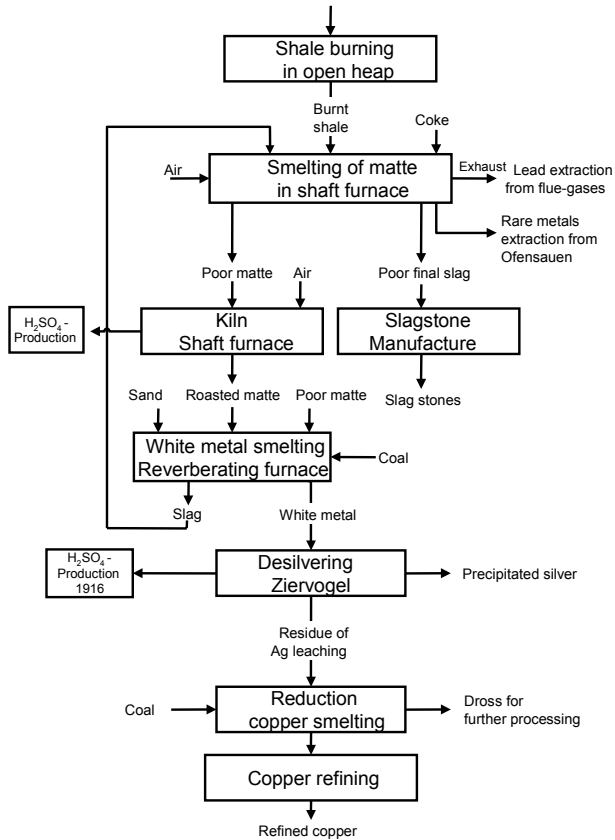 Shale burning
in open heap
Burnt
shale
Coke
Air
Smelting of matte
in shaft furnace
Exhaust
Lead extraction
from flue-gases
Rare metals
extraction from
Ofensauen
Poor matte
Air
Poor final slag
H₂SO₄ -
Production
Kiln
Shaft furnace
Slagstone
Manufacture
Sand
Roasted matte
Poor matte
Slag stones
White metal smelting
Reverberating furnace
Coal
Slag
White metal
H₂SO₄ -
Production
1916
Desilvering
Ziervogel
Precipitated silver
Residue of
Ag leaching
Coal
Reduction
copper smelting
Dross for
further processing
Copper refining
Refined copper